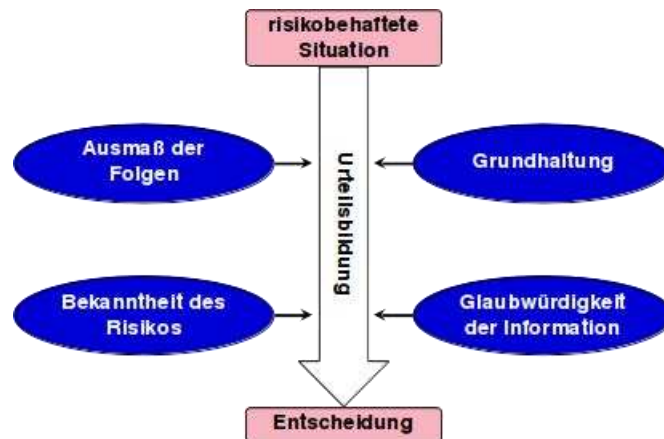 risikobehaftete
Situation
Ausmaß der
Folgen
Grundhaltung
Urteilsbildung
Bekanntheit des
Risikos
Glaubwürdigkeit
der Information
Entscheidung